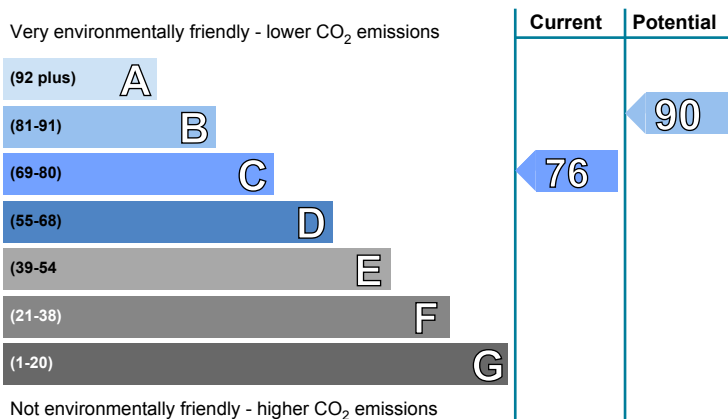 Current Potential
Very environmentally friendly - lower CO2 emissions
(92 plus) A
(81-91) B
90
(69-80) C
76
(55-68) D
(39-54 E
(21-38) F
(1-20) G
Not environmentally friendly - higher CO2 emissions